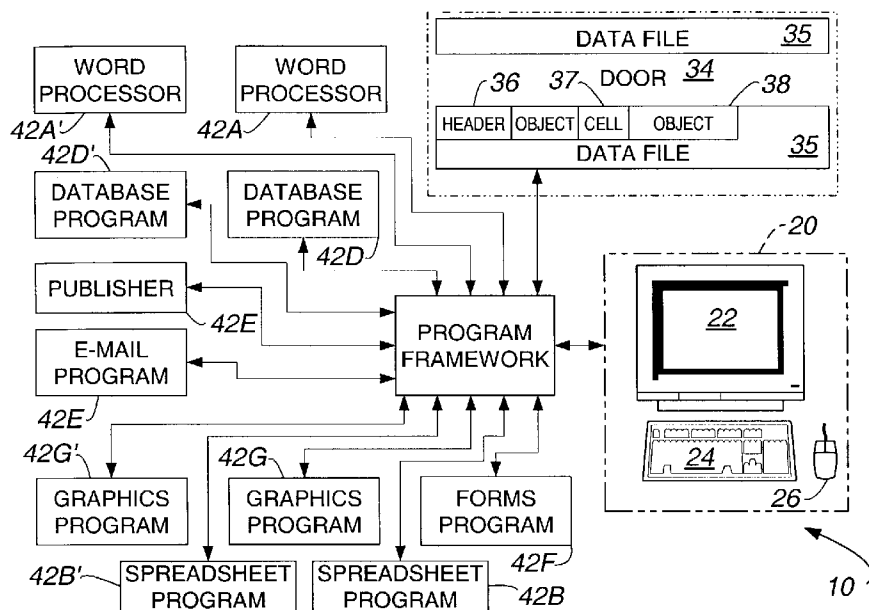 DATA FILE 35
DOOR 34
36 37 38
HEADER OBJECT CELL OBJECT
DATA FILE 35
WORD
PROCESSOR
42A'
WORD
PROCESSOR
42A
42D'
DATABASE
PROGRAM
DATABASE
PROGRAM
42D
PUBLISHER
42E
E-MAIL
PROGRAM
42E
PROGRAM
FRAMEWORK
20
22
24
26
42G'
GRAPHICS
PROGRAM
42G
GRAPHICS
PROGRAM
FORMS
PROGRAM
42F
42B'
SPREADSHEET
PROGRAM
SPREADSHEET
PROGRAM
42B
10